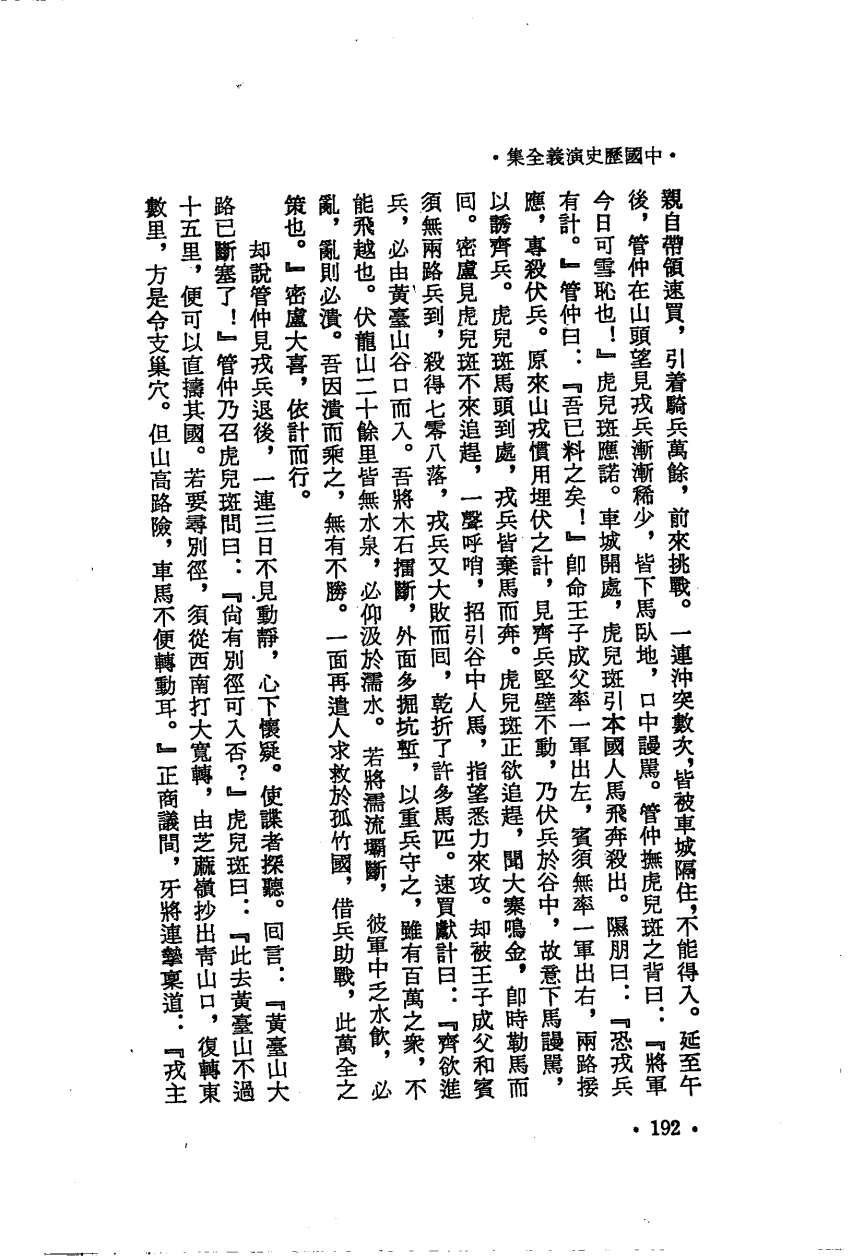 ·中國歷史演義全集·
親自帶領速買，引着騎兵萬餘，前來挑戰。一連沖突數次，皆被車城隔住，不能得入。延至午
後，管仲在山頭望見戎兵漸漸稀少，皆下馬臥地，口中謾罵。管仲撫虎兒斑之背曰：『將軍
今日可雪恥也！』虎兒斑應諾。車城開處，虎兒斑引本國人馬飛奔殺出。隰朋曰：『恐戎兵
有計。』管仲曰：『吾已料之矣！』卽命王子成父率一軍出左，賓須無率一軍出右，兩路接
應，專殺伏兵。原來山戎慣用埋伏之計，見齊兵堅壁不動，乃伏兵於谷中，故意下馬謾罵，
以誘齊兵。虎兒斑馬頭到處，戎兵皆棄馬而奔。虎兒斑正欲追趕，聞大寨鳴金，卽時勒馬而
囘。密盧見虎兒斑不來追趕，一聲呼哨，招引谷中人馬，指望悉力來攻。却被王子成父和賓
須無兩路兵到，殺得七零八落，戎兵又大敗而囘，乾折了許多馬匹。速買獻計曰：『齊欲進
兵，必由黃臺山谷口而入。吾將木石擂斷，外面多掘坑塹，以重兵守之，雖有百萬之衆，不
能飛越也。伏龍山二十餘里皆無水泉，必仰汲於濡水。若將濡流壩斷，彼軍中乏水飲，必
亂，亂則必潰。吾因潰而乘之，無有不勝。一面再遣人求救於孤竹國，借兵助戰，此萬全之
策也。』密盧大喜，依計而行。
却說管仲見戎兵退後，一連三日不見動靜，心下懷疑。使諜者探聽。囘言：『黃臺山大
路已斷塞了！』管仲乃召虎兒斑問曰：『尙有別徑可入否？』虎兒斑曰：『此去黃臺山不過
十五里，便可以直擣其國。若要尋別徑，須從西南打大寬轉，由芝蔴嶺抄出靑山口，復轉東
數里，方是令支巢穴。但山高路險，車馬不便轉動耳。』正商議間，牙將連摯稟道：『戎主
·192·